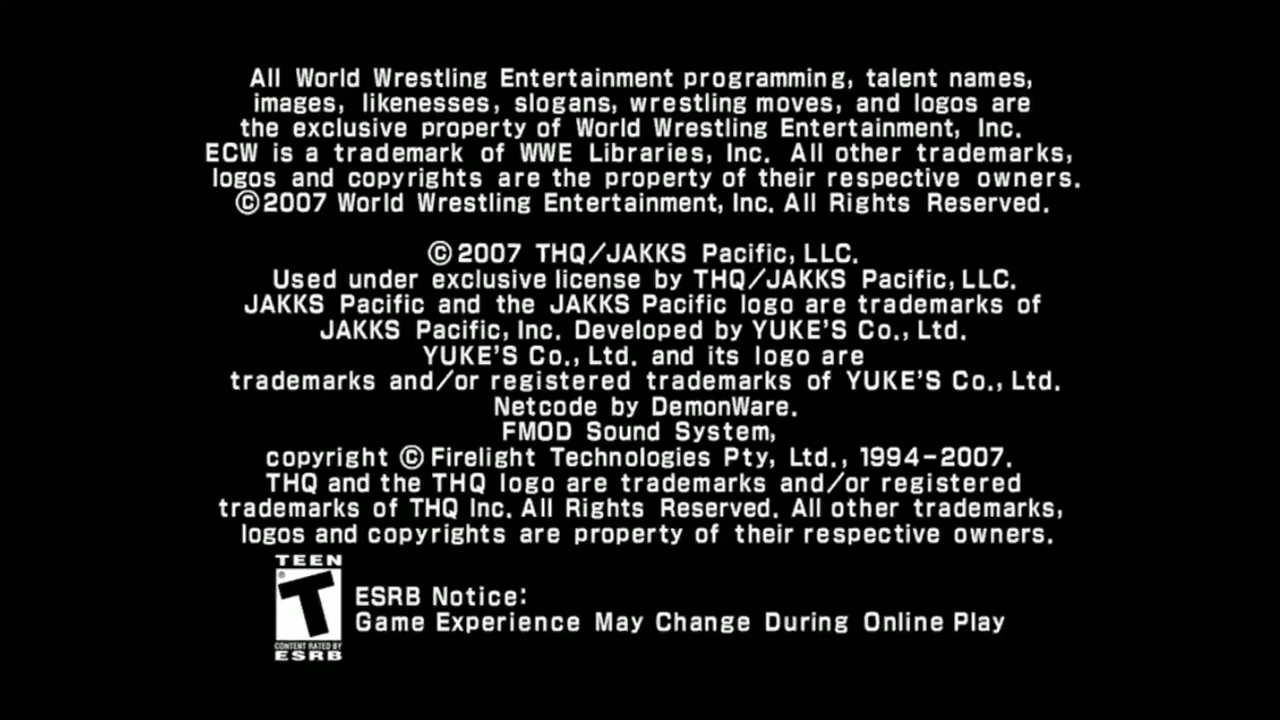 All World Wrestling Entertainment programming, talent names,
images, likenesses, slogans, wrestling moves, and logos are
the exclusive property of World Wrestling Entertainment, Inc.
ECW is a trademark of WWE Libraries, Inc. All other trademarks,
logos and copyrights are the property of their respective owners.
©2007 World Wrestling Entertainment, Inc. All Rights Reserved.
©2007 THQ/JAKKS Pacific, LLC.
Used under exclusive license by THQ/JAKKS Pacific, LLC.
JAKKS Pacific and the JAKKS Pacific logo are trademarks of
JAKKS Pacific, Inc. Developed by YUKE'S Co., Ltd.
YUKE'S Co., Ltd. and its logo are
trademarks and/or registered trademarks of YUKE'S Co., Ltd.
Netcode by DemonWare.
FMOD Sound System,
copyright © Firelight Technologies Pty, Ltd., 1994-2007.
THQ and the THQ logo are trademarks and/or registered
trademarks of THQ Inc. All Rights Reserved. All other trademarks,
logos and copyrights are property of their respective owners.
TEEN
T
®
CONTENT RATED BY
ESRB
ESRB Notice:
Game Experience May Change During Online Play